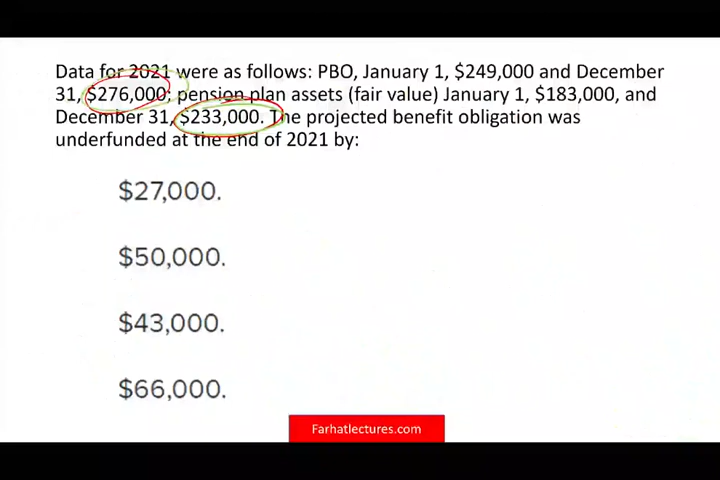 Data for 2021 were as follows: PBO, January 1, $249,000 and December
31, $276,000; pension plan assets (fair value) January 1, $183,000, and
December 31, $233,000. The projected benefit obligation was
underfunded at the end of 2021 by:
$27,000.
$50,000.
$43,000.
$66,000.
Farhatlectures.com